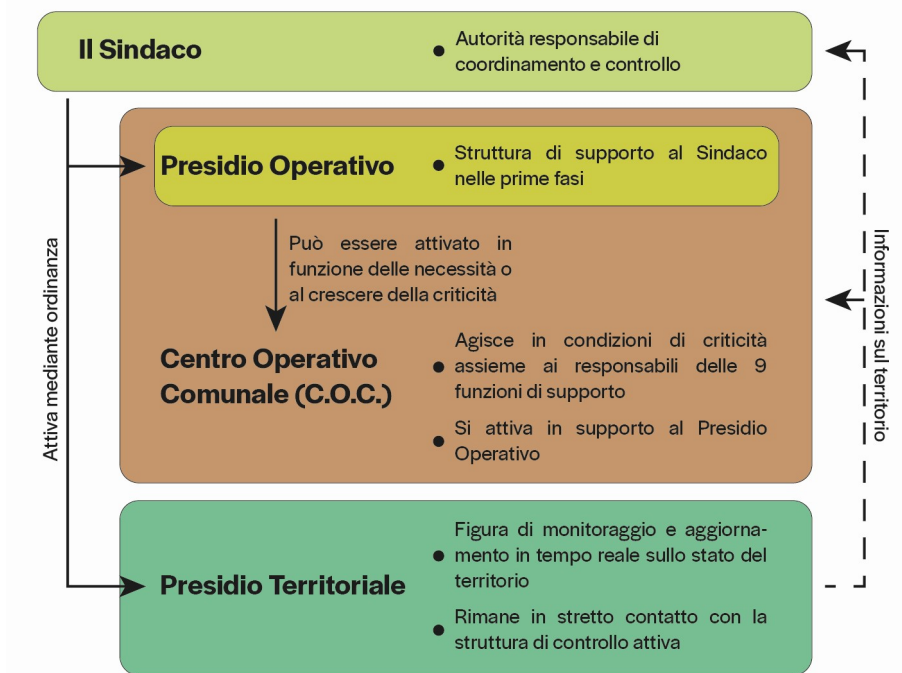 Il Sindaco
● Autorità responsabile di
coordinamento e controllo
Presidio Operativo
● Struttura di supporto al Sindaco
nelle prime fasi
Può essere attivato in
funzione delle necessità o
al crescere della criticità
Centro Operativo
Comunale (C.O.C.)
Agisce in condizioni di criticità
● assieme ai responsabili delle 9
funzioni di supporto
● Si attiva in supporto al Presidio
Operativo
Presidio Territoriale
Figura di monitoraggio e aggiorna-
● mento in tempo reale sullo stato del
territorio
● Rimane in stretto contatto con la
struttura di controllo attiva
Attiva mediante ordinanza
Informazioni sul territorio